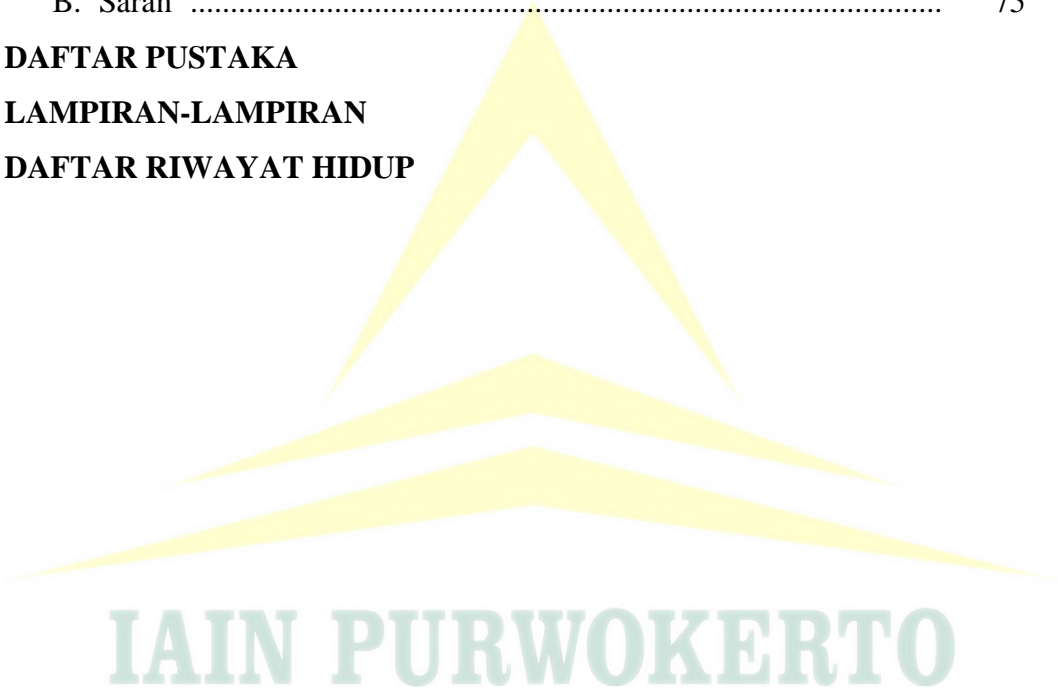 B. Saran ............................................................................................... 75
DAFTAR PUSTAKA
LAMPIRAN-LAMPIRAN
DAFTAR RIWAYAT HIDUP
IAIN PURWOKERTO